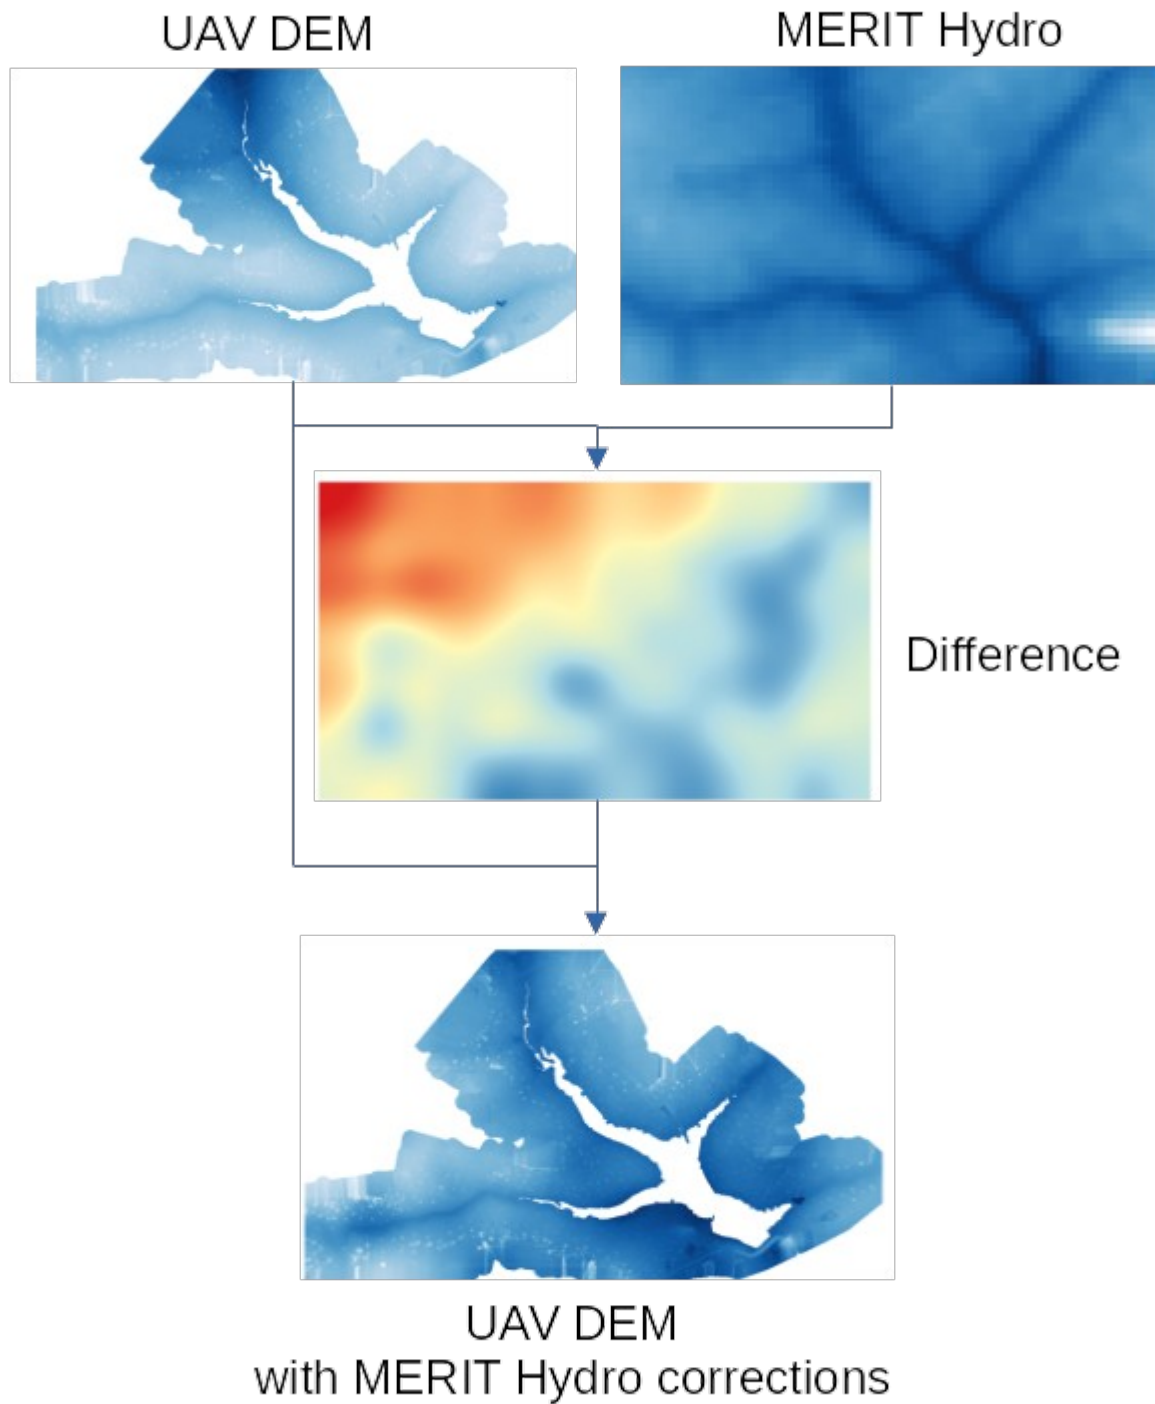 UAV DEM
MERIT Hydro
Difference
UAV DEM
with MERIT Hydro corrections